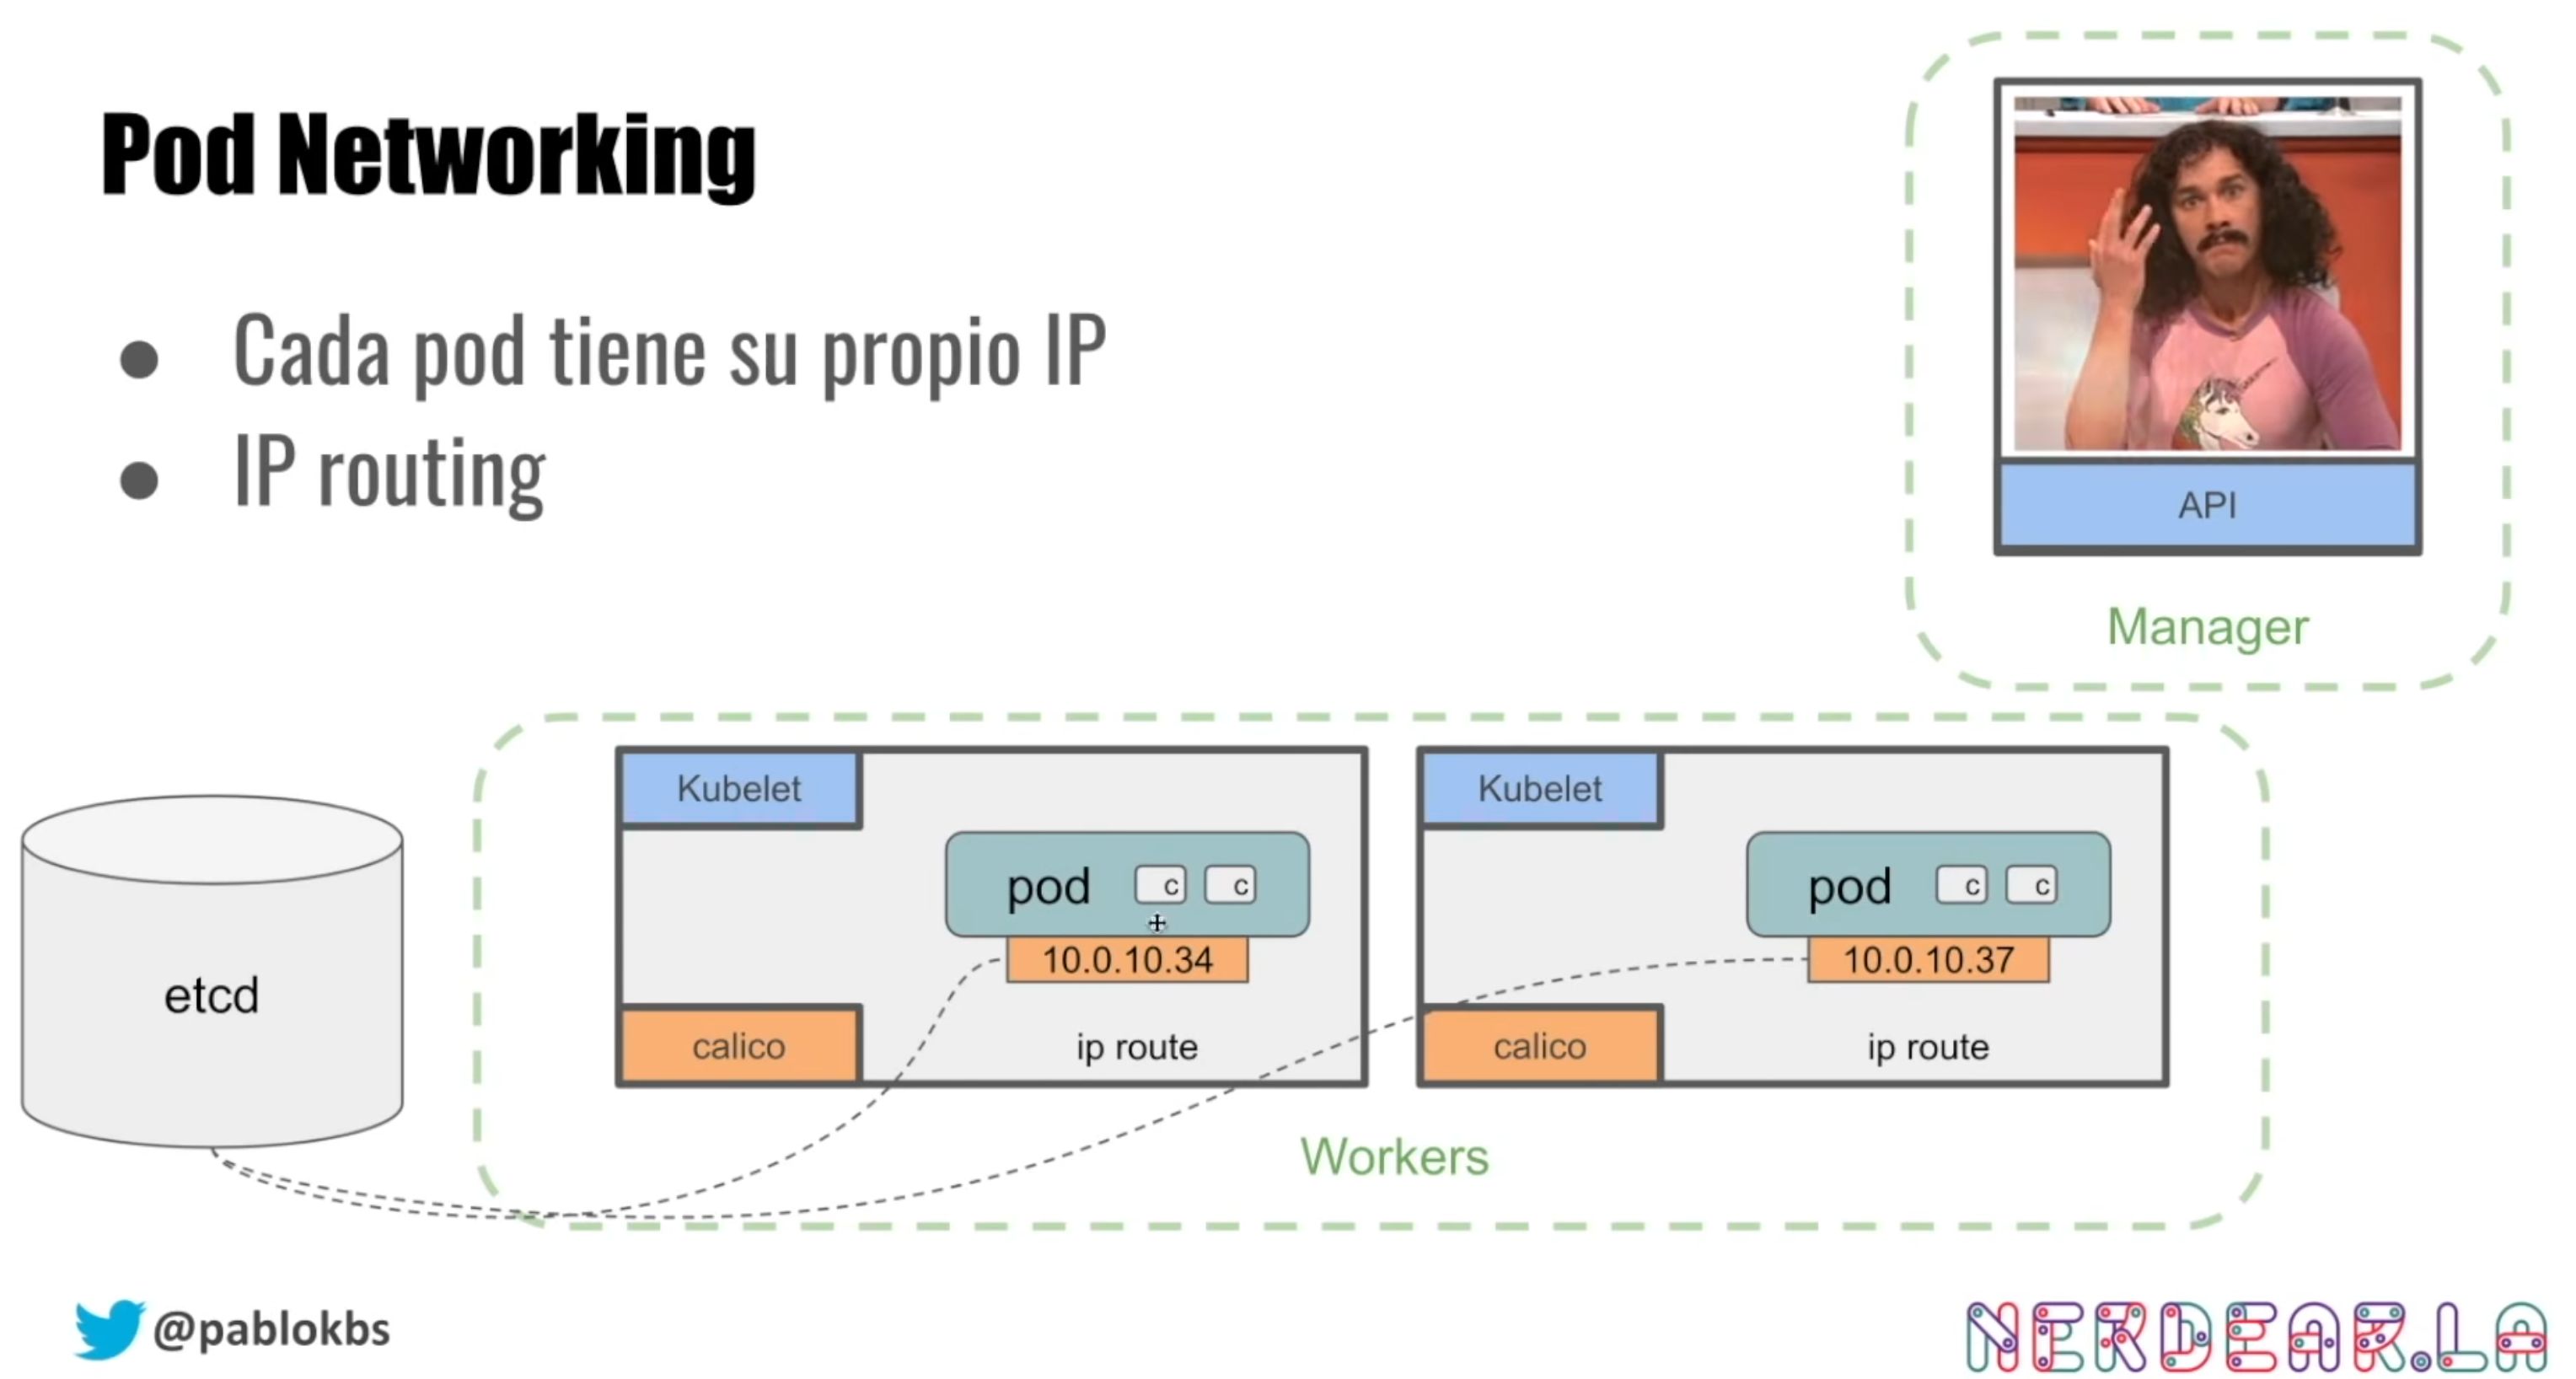 Pod Networking
Cada pod tiene su propio IP
IP routing
API
Manager
Kubelet
pod c c
10.0.10.34
calico
ip route
Kubelet
pod c c
10.0.10.37
calico
ip route
etcd
Workers
@pablokbs
NERDEAR.LA